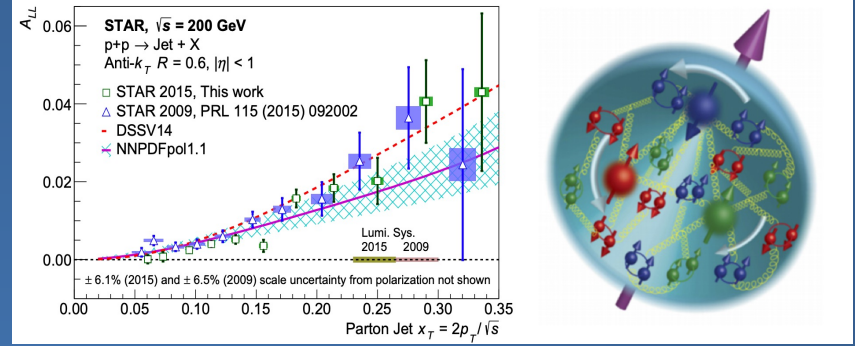 A_LL
STAR, √s = 200 GeV
p+p → Jet + X
Anti-k_T R = 0.6, |η| < 1
STAR 2015, This work
STAR 2009, PRL 115 (2015) 092002
DSSV14
NNPDFpol1.1
0.06
0.04
0.02
0.00
Lumi. Sys.
2015 2009
± 6.1% (2015) and ± 6.5% (2009) scale uncertainty from polarization not shown
0.00 0.05 0.10 0.15 0.20 0.25 0.30 0.35
Parton Jet x_T = 2p_T/√s